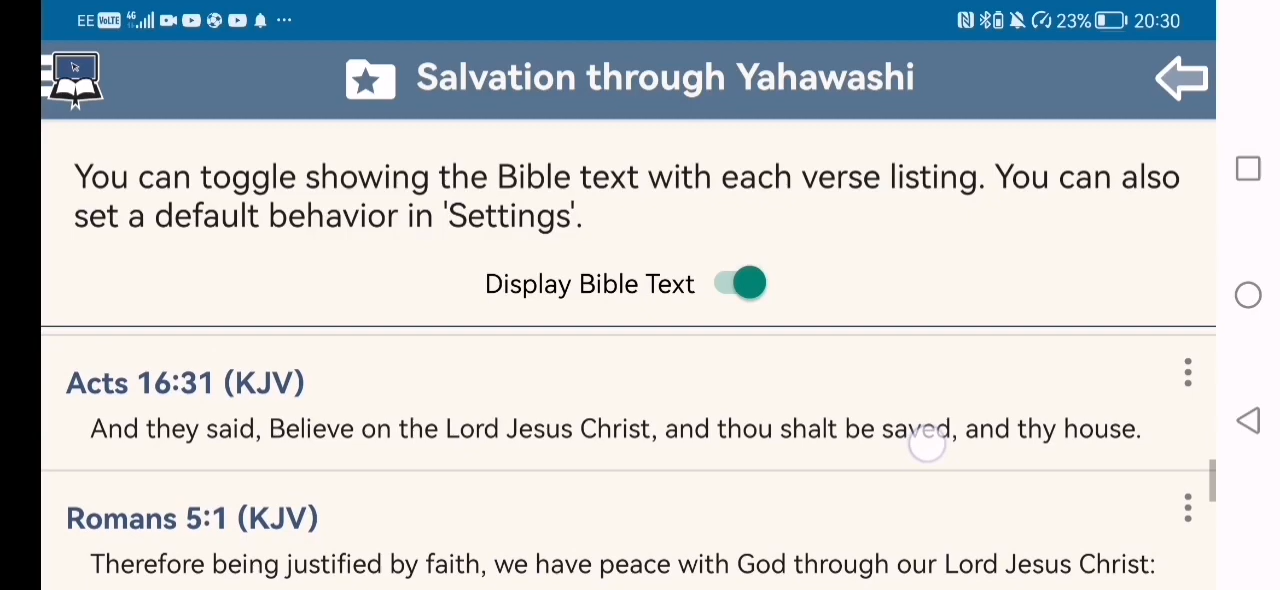 EE VoLTE 4G 23% 20:30
Salvation through Yahawashi
You can toggle showing the Bible text with each verse listing. You can also
set a default behavior in 'Settings'.
Display Bible Text
Acts 16:31 (KJV)
And they said, Believe on the Lord Jesus Christ, and thou shalt be saved, and thy house.
Romans 5:1 (KJV)
Therefore being justified by faith, we have peace with God through our Lord Jesus Christ: